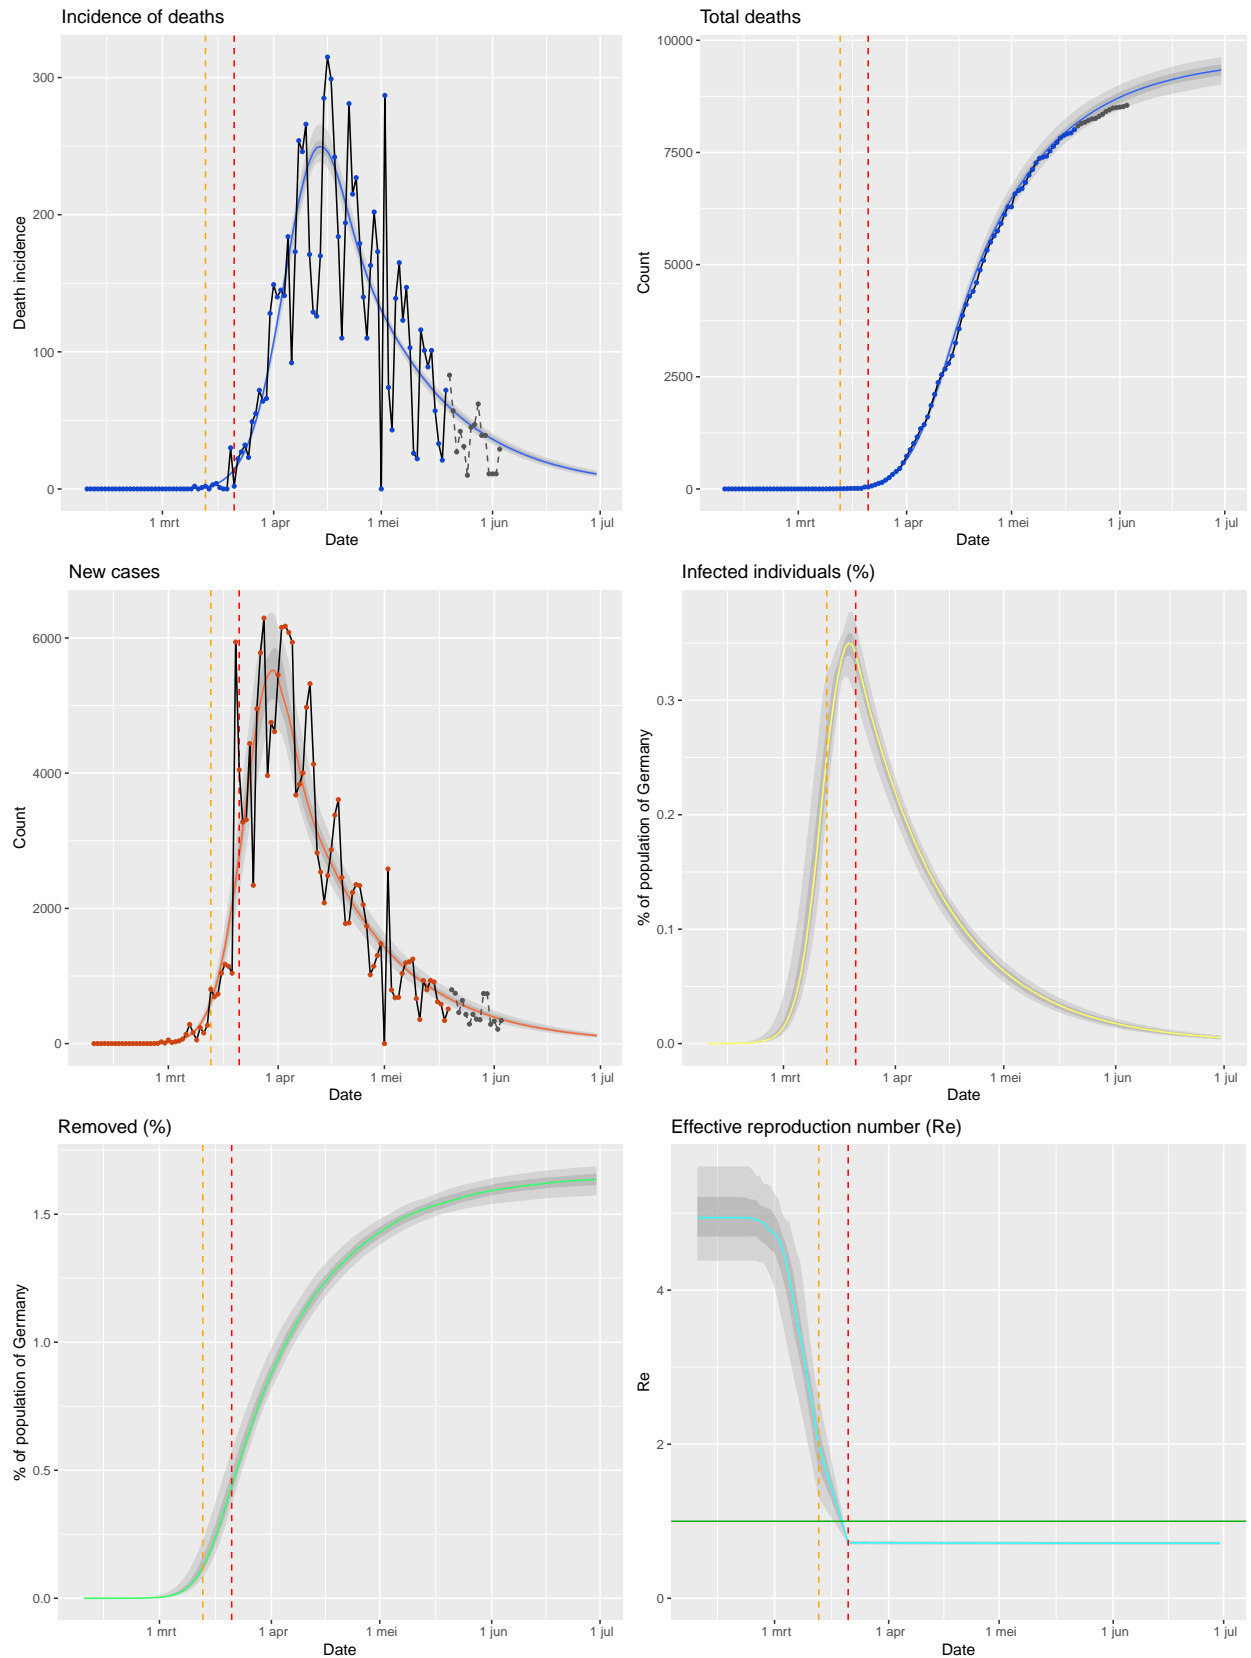 Incidence of deaths
Death incidence
300
200
100
0
1 mrt 1 apr 1 mei 1 jun 1 jul
Date
Total deaths
Count
10000
7500
5000
2500
0
1 mrt 1 apr 1 mei 1 jun 1 jul
Date
New cases
Count
6000
4000
2000
0
1 mrt 1 apr 1 mei 1 jun 1 jul
Date
Infected individuals (%)
% of population of Germany
0.3
0.2
0.1
0.0
1 mrt 1 apr 1 mei 1 jun 1 jul
Date
Removed (%)
% of population of Germany
1.5
1.0
0.5
0.0
1 mrt 1 apr 1 mei 1 jun 1 jul
Date
Effective reproduction number (Re)
Re
4
2
0
1 mrt 1 apr 1 mei 1 jun 1 jul
Date